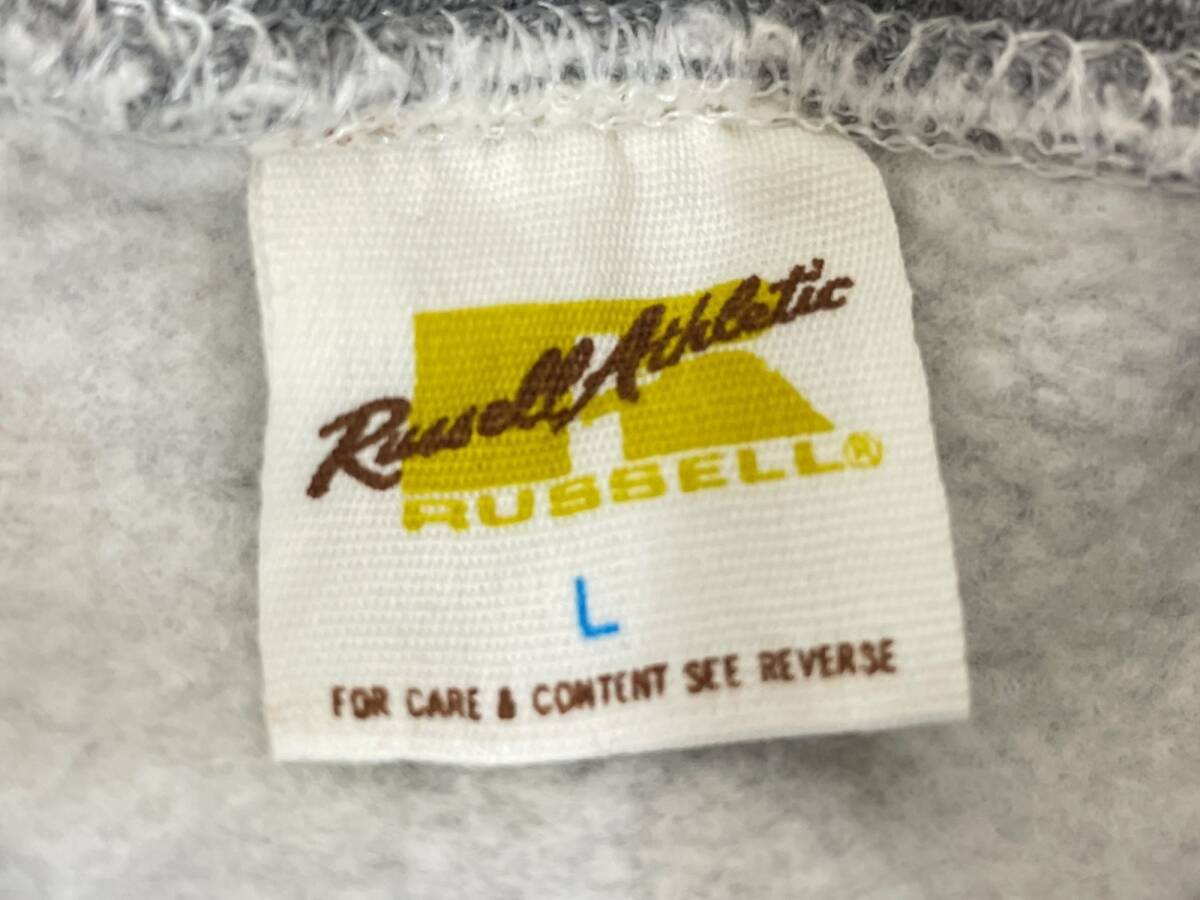 Russell Athletic
RUSSELL®
L
FOR CARE & CONTENT SEE REVERSE